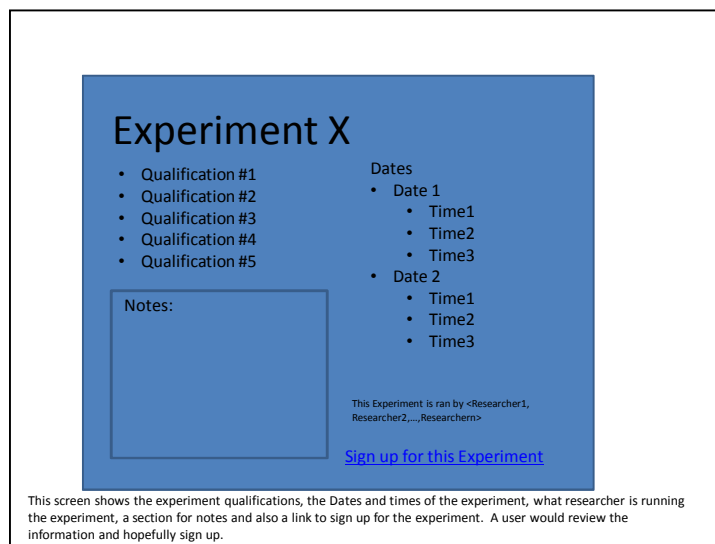 Experiment X
• Qualification #1
• Qualification #2
• Qualification #3
• Qualification #4
• Qualification #5
Notes:
Dates
• Date 1
• Time1
• Time2
• Time3
• Date 2
• Time1
• Time2
• Time3
This Experiment is ran by <Researcher1,
Researcher2,...,Researchern>
Sign up for this Experiment
This screen shows the experiment qualifications, the Dates and times of the experiment, what researcher is running
the experiment, a section for notes and also a link to sign up for the experiment.  A user would review the
information and hopefully sign up.